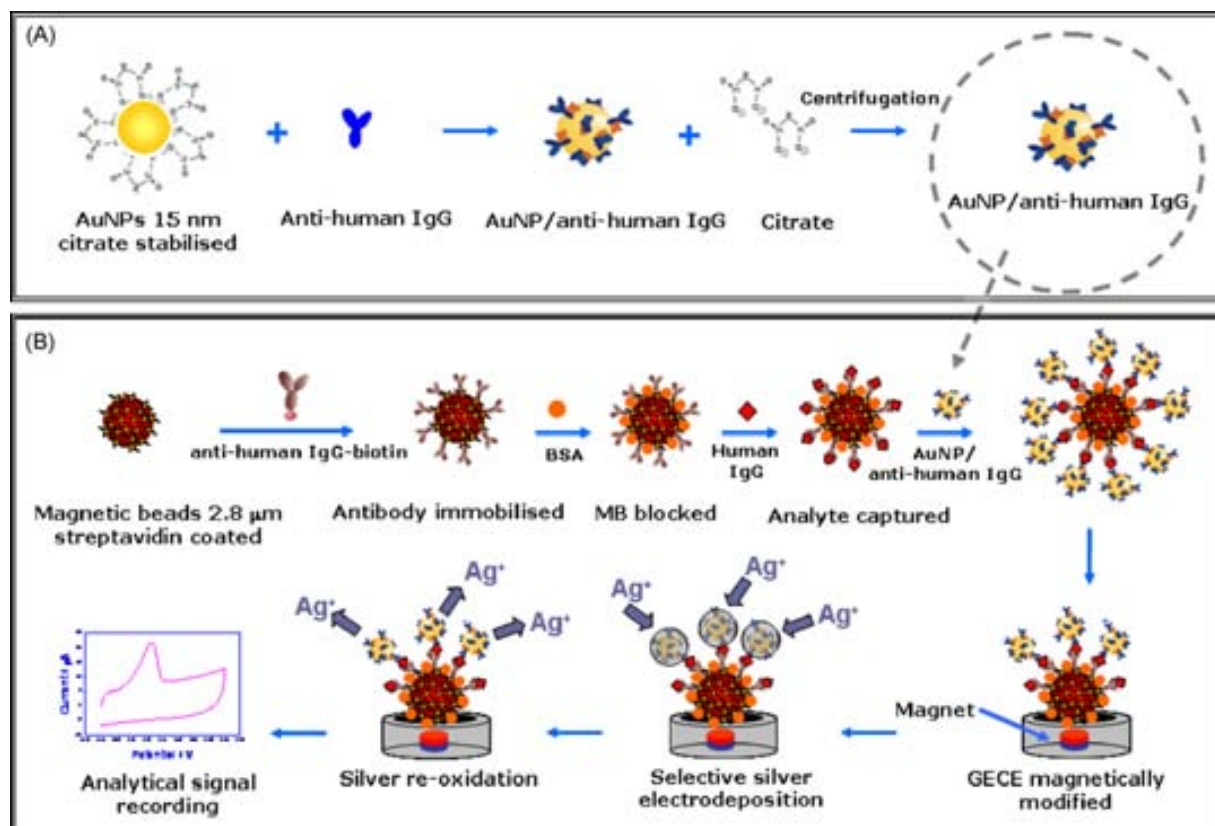 (A)
Centrifugation
AuNPs 15 nm
citrate stabilised
+
Anti-human IgG
AuNP/anti-human IgG
+
Citrate
AuNP/anti-human IgG
(B)
anti-human IgG-biotin
BSA
Human
IgG
AuNP/
anti-human IgG
Magnetic beads 2.8 µm
streptavidin coated
Antibody immobilised
MB blocked
Analyte captured
Ag⁺
Ag⁺
Ag⁺
Ag⁺
Ag⁺
Ag⁺
Magnet
Potential / V
Analytical signal
recording
Silver re-oxidation
Selective silver
electrodeposition
GECE magnetically
modified